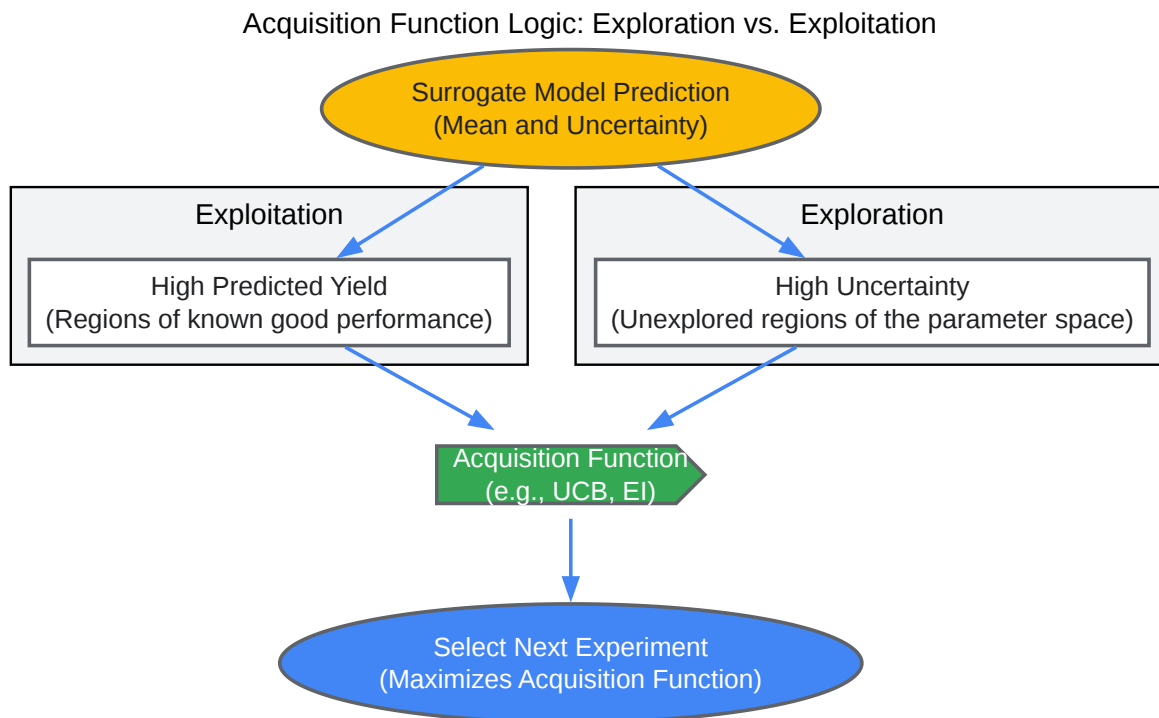 Acquisition Function Logic: Exploration vs. Exploitation
Surrogate Model Prediction
(Mean and Uncertainty)
Exploitation
High Predicted Yield
(Regions of known good performance)
Exploration
High Uncertainty
(Unexplored regions of the parameter space)
Acquisition Function
(e.g., UCB, EI)
Select Next Experiment
(Maximizes Acquisition Function)